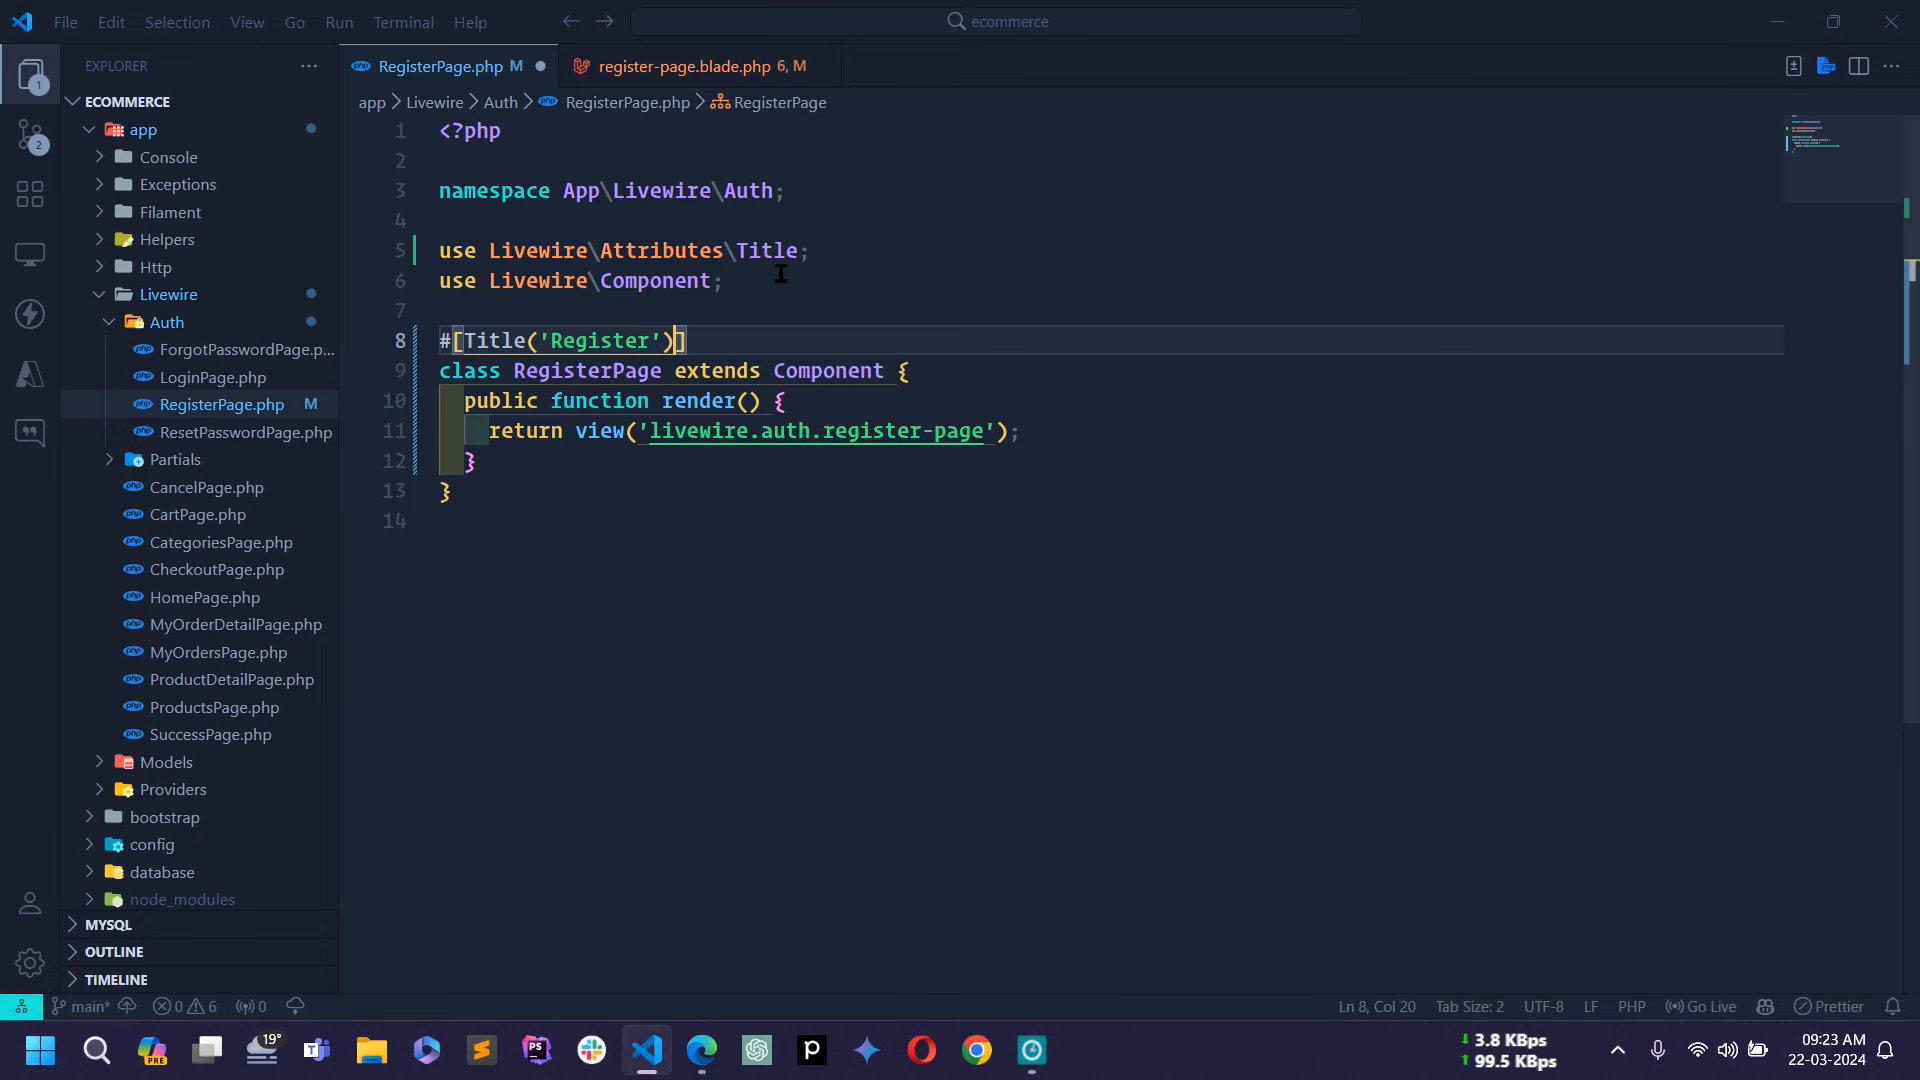 File Edit Selection View Go Run Terminal Help
ecommerce
EXPLORER
RegisterPage.php M
register-page.blade.php 6, M
1
2
app > Livewire > Auth > RegisterPage.php > RegisterPage
ECOMMERCE
app
Console
Exceptions
Filament
Helpers
Http
Livewire
Auth
ForgotPasswordPage.p...
LoginPage.php
RegisterPage.php M
ResetPasswordPage.php
Partials
CancelPage.php
CartPage.php
CategoriesPage.php
CheckoutPage.php
HomePage.php
MyOrderDetailPage.php
MyOrdersPage.php
ProductDetailPage.php
ProductsPage.php
SuccessPage.php
Models
Providers
bootstrap
config
database
node_modules
MYSQL
OUTLINE
TIMELINE
1 <?php
2
3 namespace App\Livewire\Auth;
4
5 use Livewire\Attributes\Title;
6 use Livewire\Component;
7
8 #[Title('Register')]
9 class RegisterPage extends Component {
10 public function render() {
11 return view('livewire.auth.register-page');
12 }
13 }
14
main* 0 6 0
Ln 8, Col 20 Tab Size: 2 UTF-8 LF PHP Go Live Prettier
PRE
19°
PS
p
3.8 KBps
99.5 KBps
09:23 AM
22-03-2024